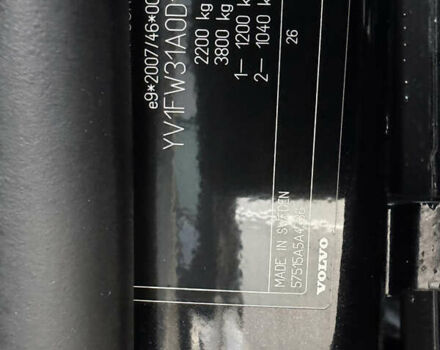 e9*2007/46*00
YV1FW31A0D
2200 kg
3800 kg
1– 1200 k
2– 1040 k
26
MADE IN SWEDEN
VOLVO